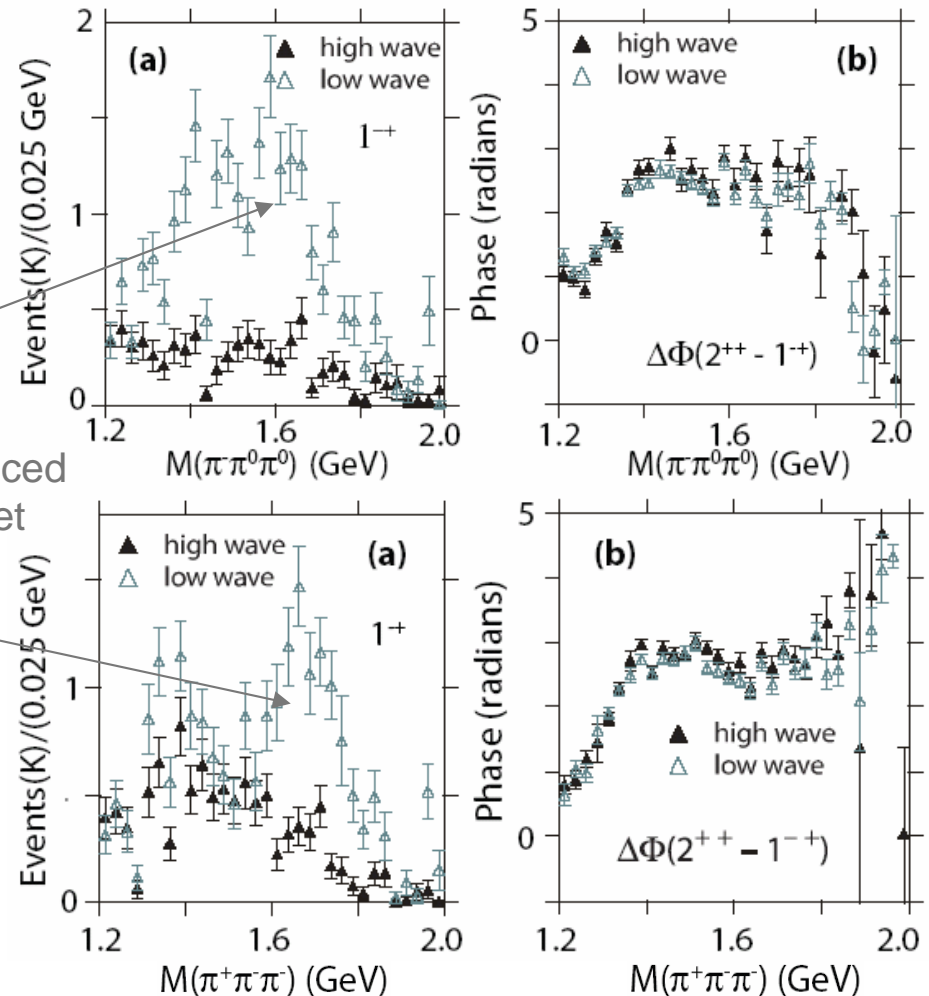 2
(a)
high wave
low wave
1⁻⁺
Events(K)/(0.025 GeV)
1
0
1.2
1.6
2.0
M(π⁻π⁰π⁰) (GeV)
5
high wave
low wave
(b)
Phase (radians)
ΔΦ(2⁺⁺ - 1⁻⁺)
0
1.2
1.6
2.0
M(π⁻π⁰π⁰) (GeV)
ced
et
high wave
low wave
(a)
1⁻⁺
Events(K)/(0.025 GeV)
1
0
1.2
1.6
2.0
M(π⁺π⁻π⁻) (GeV)
5
(b)
Phase (radians)
high wave
low wave
0
ΔΦ(2⁺⁺ − 1⁻⁺)
1.2
1.6
2.0
M(π⁺π⁻π⁻) (GeV)